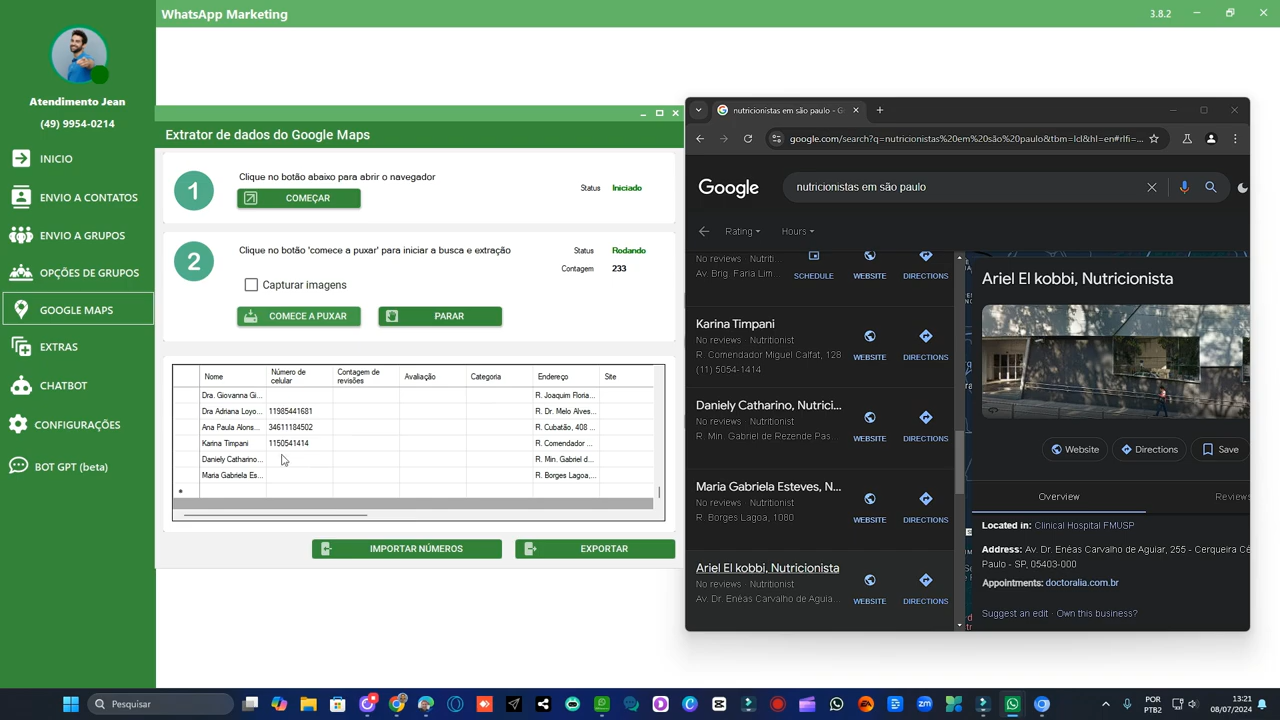 WhatsApp Marketing
3.8.2
Atendimento Jean
(49) 9954-0214
INICIO
ENVIO A CONTATOS
ENVIO A GRUPOS
OPÇÕES DE GRUPOS
GOOGLE MAPS
EXTRAS
CHATBOT
CONFIGURAÇÕES
BOT GPT (beta)
Extrator de dados do Google Maps
1
Clique no botão abaixo para abrir o navegador
COMEÇAR
Status Iniciado
2
Clique no botão 'comece a puxar' para iniciar a busca e extração
Status Rodando
Contagem 233
Capturar imagens
COMECE A PUXAR
PARAR
Nome Número de celular Contagem de revisões Avaliação Categoria Endereço Site
Dra. Giovanna Gi... R. Joaquim Floria...
Dra Adriana Loyo... 11985441681 R. Dr. Melo Alves...
Ana Paula Alons... 34611184502 R. Cubatão, 408 ...
Karina Timpani 1150541414 R. Comendador ...
Daniely Catharino... R. Min. Gabriel d...
Maria Gabriela Es... R. Borges Lagoa,...
*
IMPORTAR NÚMEROS
EXPORTAR
nutricionistas em são paulo - G
google.com/search?q=nutricionistas%20em%20são%20paulo&tbm=lcl&hl=en#rlfi=...
Google
nutricionistas em são paulo
Rating
Hours
No reviews · Nutriti...
Av. Brig. Faria Lim...
SCHEDULE
WEBSITE
DIRECTIONS
Karina Timpani
No reviews · Nutritionist
R. Comendador Miguel Calfat, 128
(11) 5054-1414
WEBSITE
DIRECTIONS
Daniely Catharino, Nutrici...
No reviews · Nutritionist
R. Min. Gabriel de Rezende Pas...
WEBSITE
DIRECTIONS
Maria Gabriela Esteves, N...
No reviews · Nutritionist
R. Borges Lagoa, 1080
WEBSITE
DIRECTIONS
Ariel El kobbi, Nutricionista
No reviews · Nutritionist
Av. Dr. Enéas Carvalho de Aguia...
WEBSITE
DIRECTIONS
Ariel El kobbi, Nutricionista
Website
Directions
Save
Overview
Reviews
Located in: Clinical Hospital FMUSP
Address: Av. Dr. Enéas Carvalho de Aguiar, 255 - Cerqueira Cé
Paulo - SP, 05403-000
Appointments: doctoralia.com.br
Suggest an edit · Own this business?
Pesquisar
zm
POR
PTB2
13:21
08/07/2024